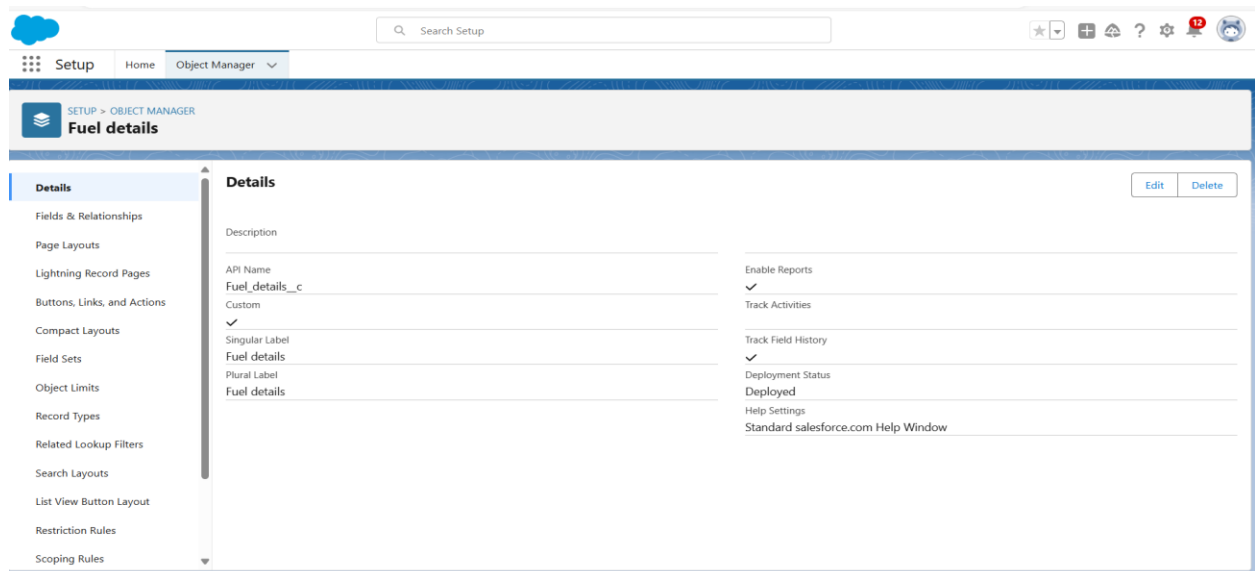 Search Setup
12
Setup
Home
Object Manager
SETUP > OBJECT MANAGER
Fuel details
Details
Fields & Relationships
Page Layouts
Lightning Record Pages
Buttons, Links, and Actions
Compact Layouts
Field Sets
Object Limits
Record Types
Related Lookup Filters
Search Layouts
List View Button Layout
Restriction Rules
Scoping Rules
Details
Edit
Delete
Description
API Name
Fuel_details__c
Custom
Singular Label
Fuel details
Plural Label
Fuel details
Enable Reports
Track Activities
Track Field History
Deployment Status
Deployed
Help Settings
Standard salesforce.com Help Window